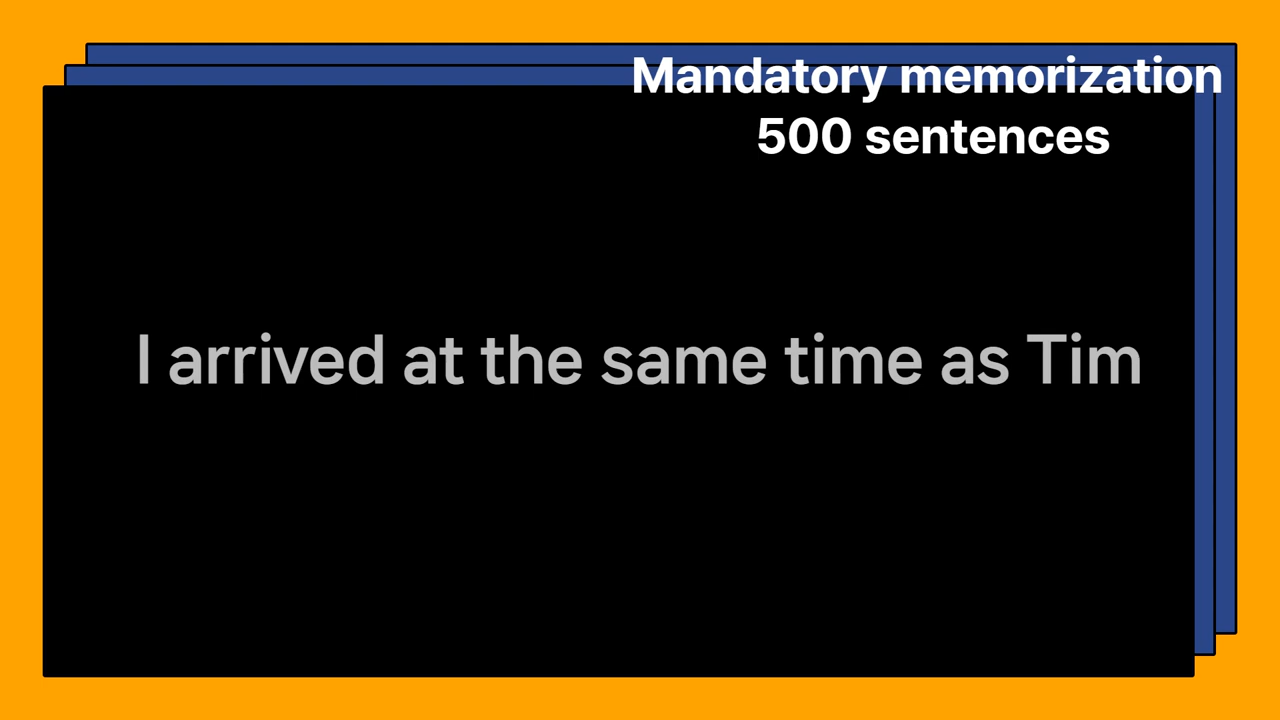 Mandatory memorization
500 sentences
I arrived at the same time as Tim